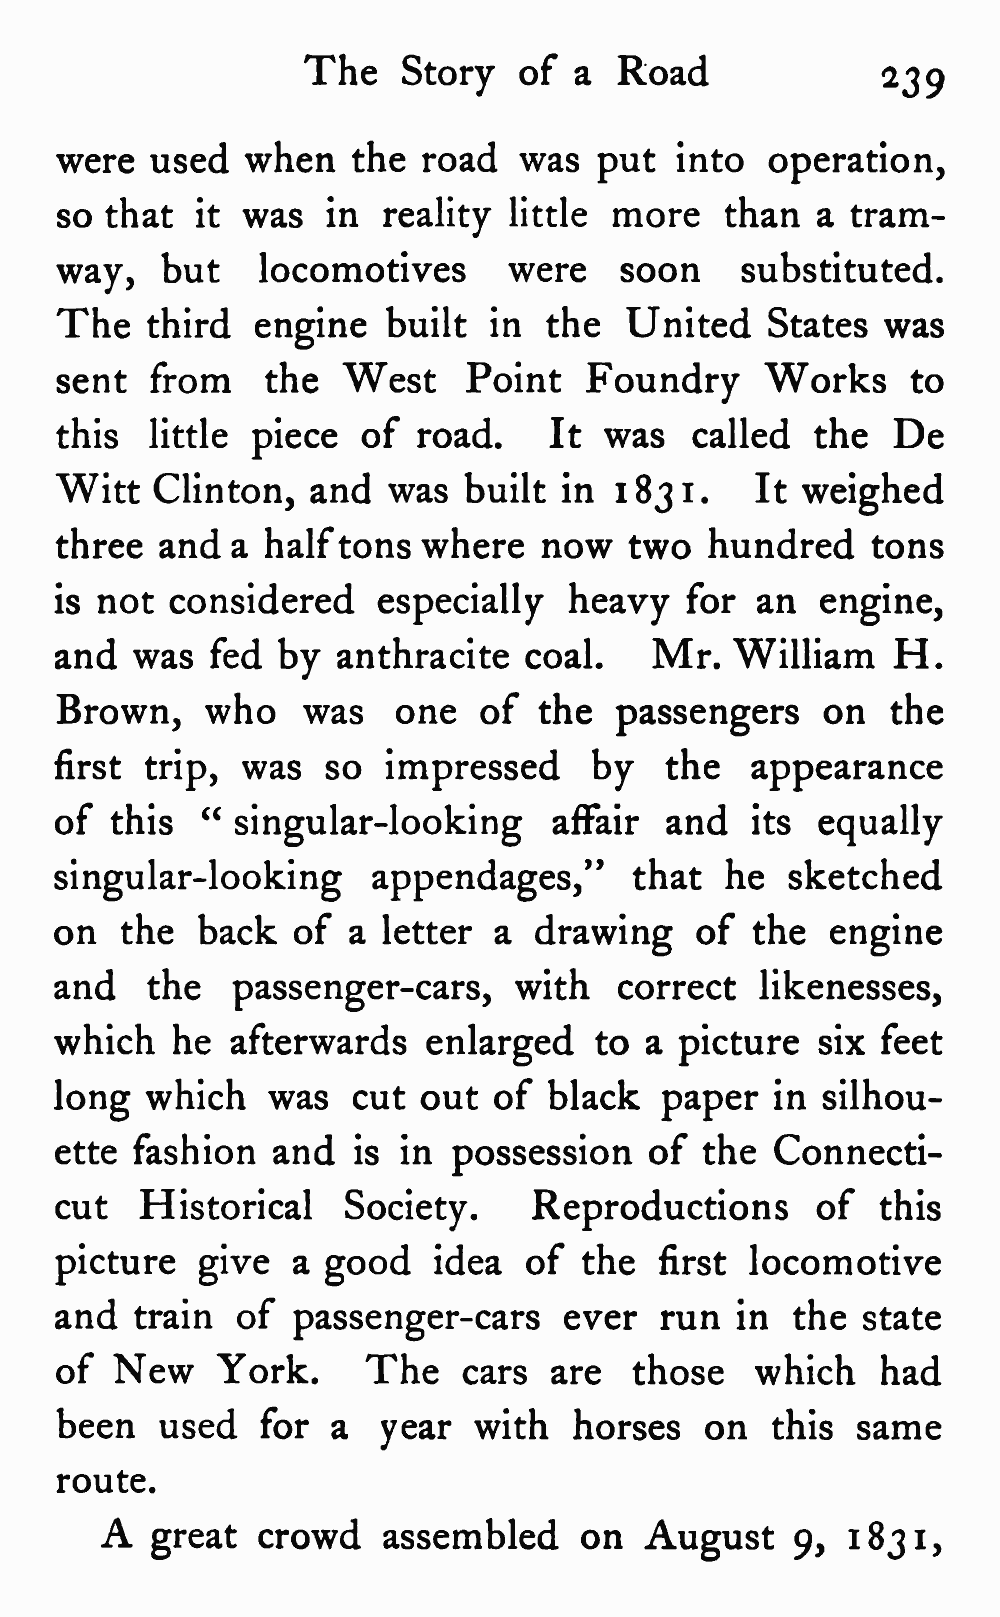 The Story of a Road 239
were used when the road was put into operation,
so that it was in reality little more than a tram-
way, but locomotives were soon substituted.
The third engine built in the United States was
sent from the West Point Foundry Works to
this little piece of road. It was called the De
Witt Clinton, and was built in 1831. It weighed
three and a half tons where now two hundred tons
is not considered especially heavy for an engine,
and was fed by anthracite coal. Mr. William H.
Brown, who was one of the passengers on the
first trip, was so impressed by the appearance
of this “ singular-looking affair and its equally
singular-looking appendages,” that he sketched
on the back of a letter a drawing of the engine
and the passenger-cars, with correct likenesses,
which he afterwards enlarged to a picture six feet
long which was cut out of black paper in silhou-
ette fashion and is in possession of the Connecti-
cut Historical Society. Reproductions of this
picture give a good idea of the first locomotive
and train of passenger-cars ever run in the state
of New York. The cars are those which had
been used for a year with horses on this same
route.
A great crowd assembled on August 9, 1831,